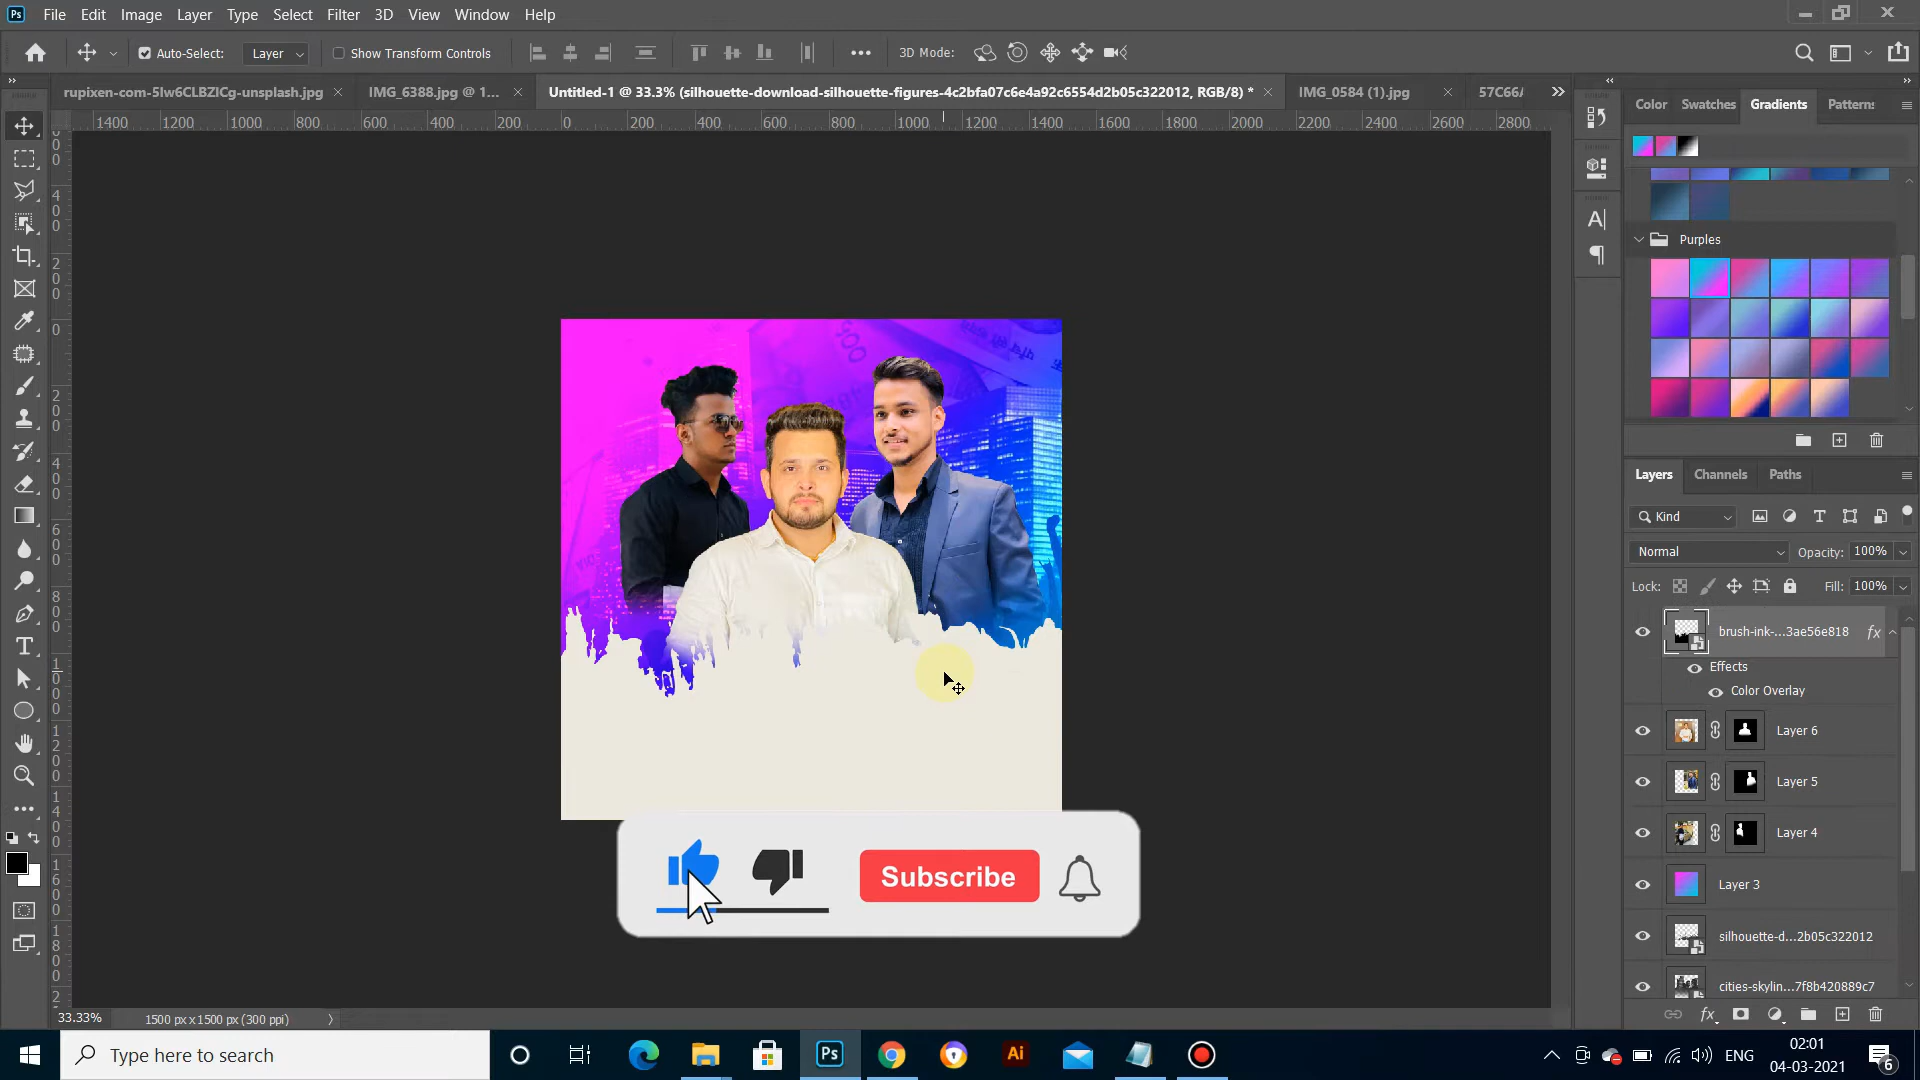 Ps File Edit Image Layer Type Select Filter 3D View Window Help
Auto-Select: Layer Show Transform Controls 3D Mode:
rupixen-com-5lw6CLBZICg-unsplash.jpg IMG_6388.jpg @ 1... Untitled-1 @ 33.3% (silhouette-download-silhouette-figures-4c2bfa07c6e4a92c6554d2b05c322012, RGB/8) * IMG_0584 (1).jpg 57C66/
1400 1200 1000 800 600 400 200 0 200 400 600 800 1000 1200 1400 1600 1800 2000 2200 2400 2600 2800
Color Swatches Gradients Patterns
Purples
Layers Channels Paths
Kind
Normal Opacity: 100%
Lock: Fill: 100%
brush-ink-...3ae56e818 fx
Effects
Color Overlay
Layer 6
Layer 5
Layer 4
Layer 3
silhouette-d...2b05c322012
cities-skylin...7f8b420889c7
Subscribe
33.33% 1500 px x 1500 px (300 ppi)
Type here to search
Ps
Ai
ENG
02:01
04-03-2021
6